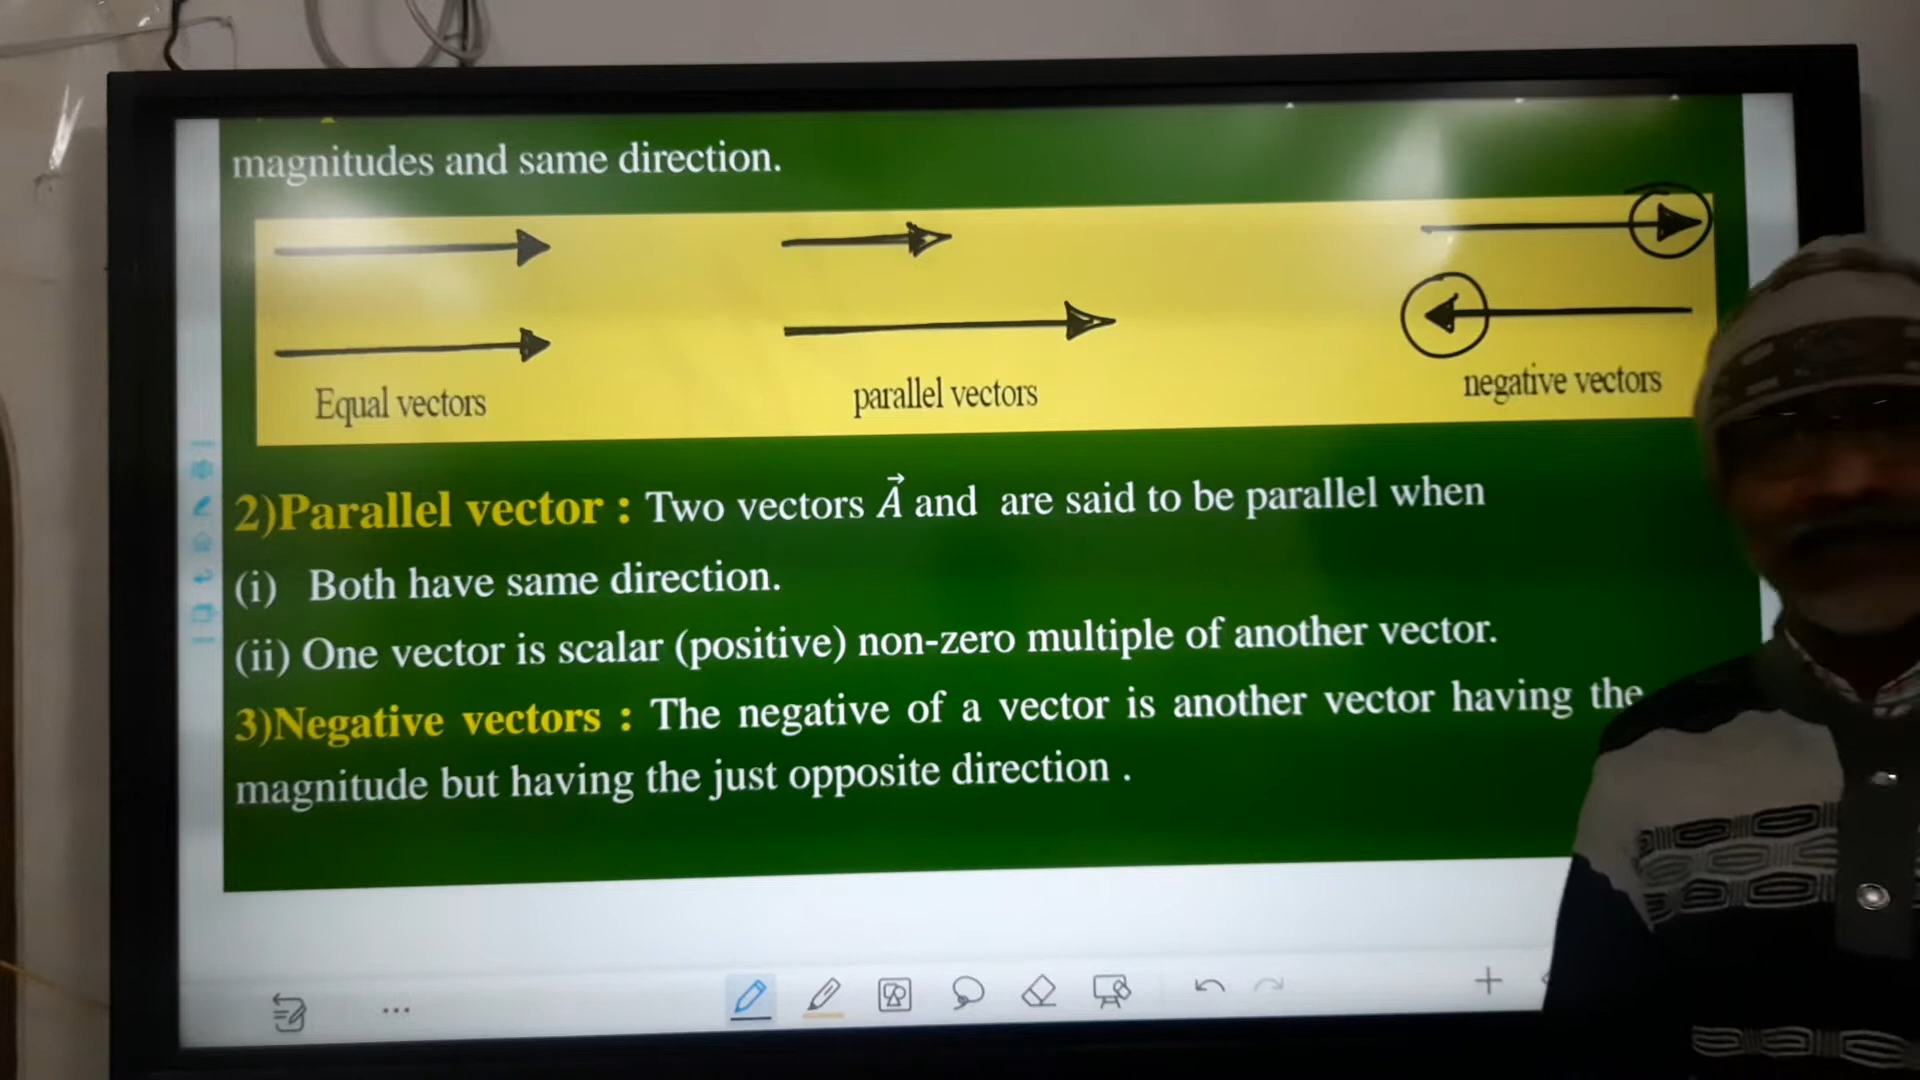 magnitudes and same direction.
Equal vectors
parallel vectors
negative vectors
2)Parallel vector : Two vectors A⃗ and are said to be parallel when
(i) Both have same direction.
(ii) One vector is scalar (positive) non-zero multiple of another vector.
3)Negative vectors : The negative of a vector is another vector having the
magnitude but having the just opposite direction .